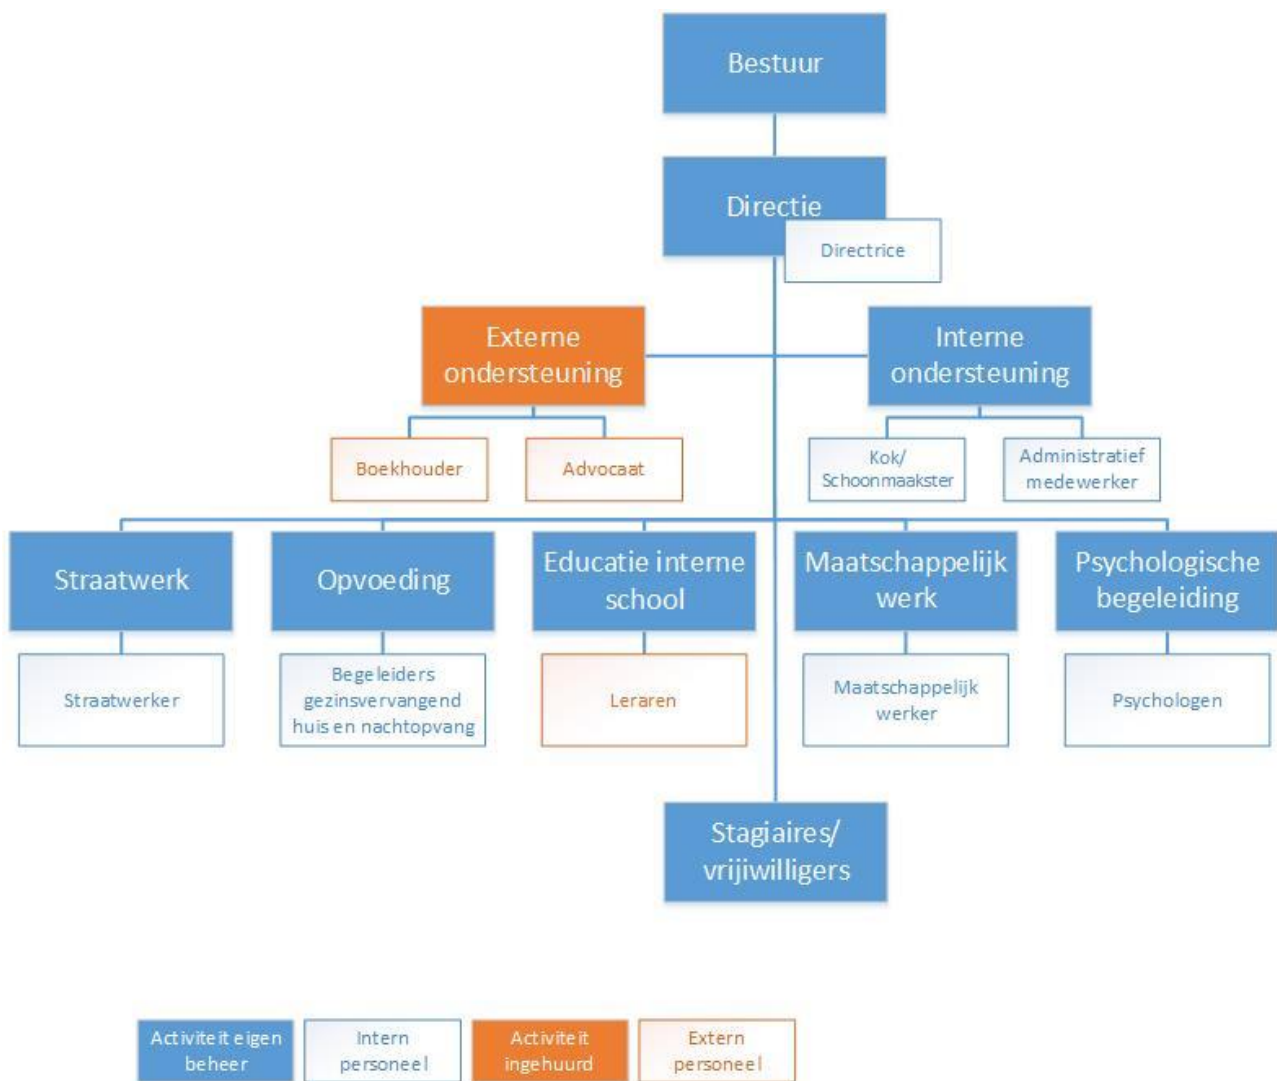 Bestuur
Directie
Directrice
Externe
ondersteuning
Interne
ondersteuning
Boekhouder
Advocaat
Kok/
Schoonmaakster
Administratief
medewerker
Straatwerk
Opvoeding
Educatie interne
school
Maatschappelijk
werk
Psychologische
begeleiding
Straatwerker
Begeleiders
gezinsvervangend
huis en nachtopvang
Leraren
Maatschappelijk
werker
Psychologen
Stagiaires/
vrijiwilligers
Activiteit eigen
beheer
Intern
personeel
Activiteit
ingehuurd
Extern
personeel